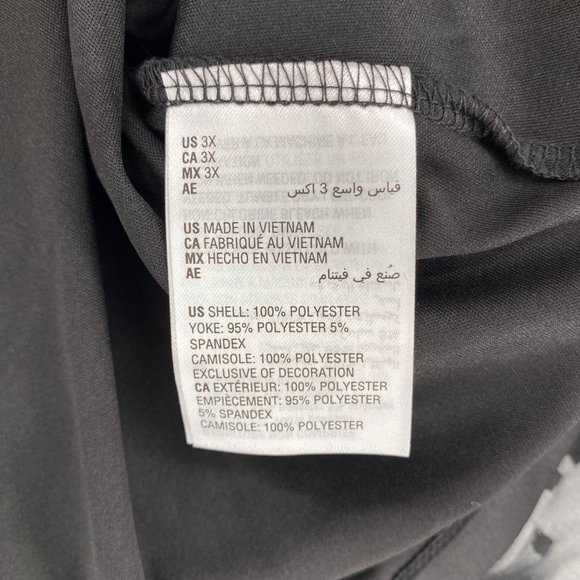 US 3X
CA 3X
MX 3X
AE قياس واسع 3 اكس
US MADE IN VIETNAM
CA FABRIQUÉ AU VIETNAM
MX HECHO EN VIETNAM
AE صُنع في فيتنام
US SHELL: 100% POLYESTER
YOKE: 95% POLYESTER 5%
SPANDEX
CAMISOLE: 100% POLYESTER
EXCLUSIVE OF DECORATION
CA EXTÉRIEUR: 100% POLYESTER
EMPIÈCEMENT: 95% POLYESTER
5% SPANDEX
CAMISOLE: 100% POLYESTER